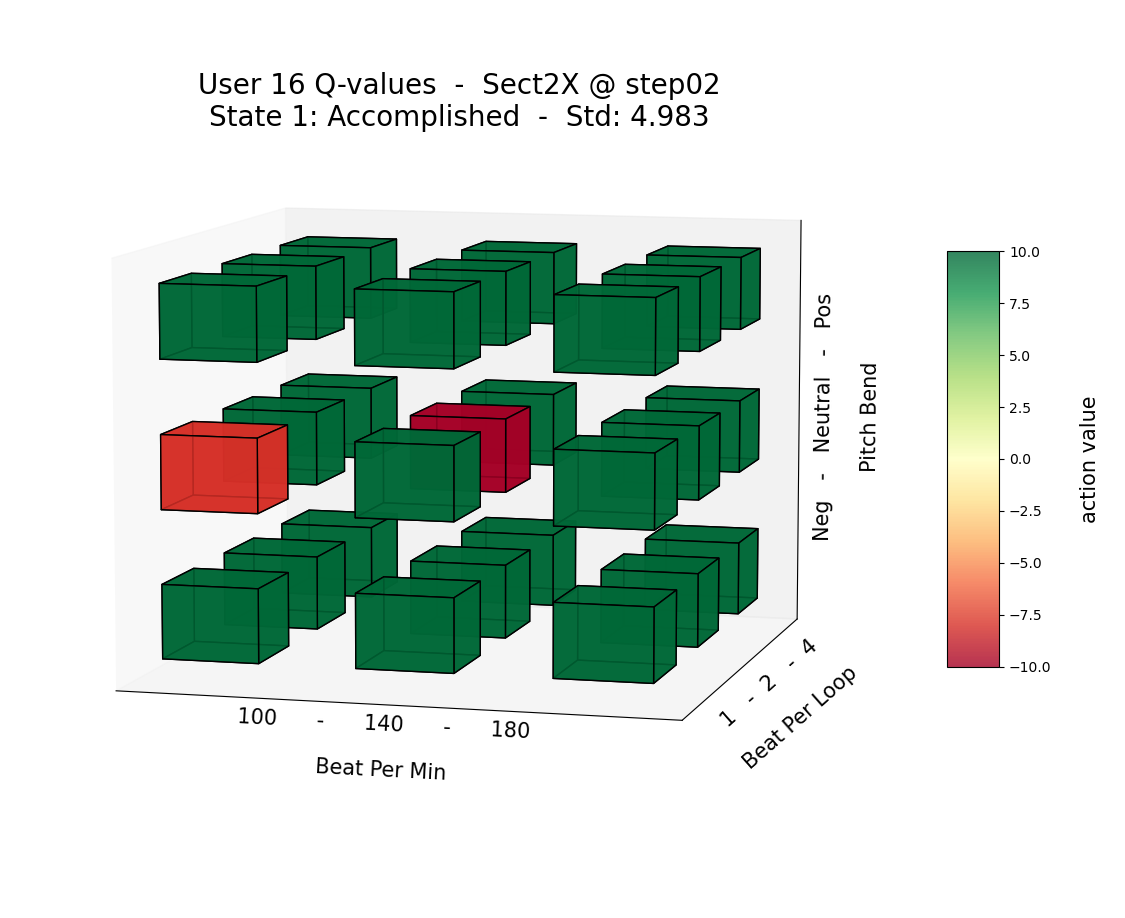 User 16 Q-values  -  Sect2X @ step02
State 1: Accomplished  -  Std: 4.983
Neg  -  Neutral  -  Pos
Pitch Bend
100  -  140  -  180
Beat Per Min
1 - 2 - 4
Beat Per Loop
10.0
7.5
5.0
2.5
0.0
−2.5
−5.0
−7.5
−10.0
action value